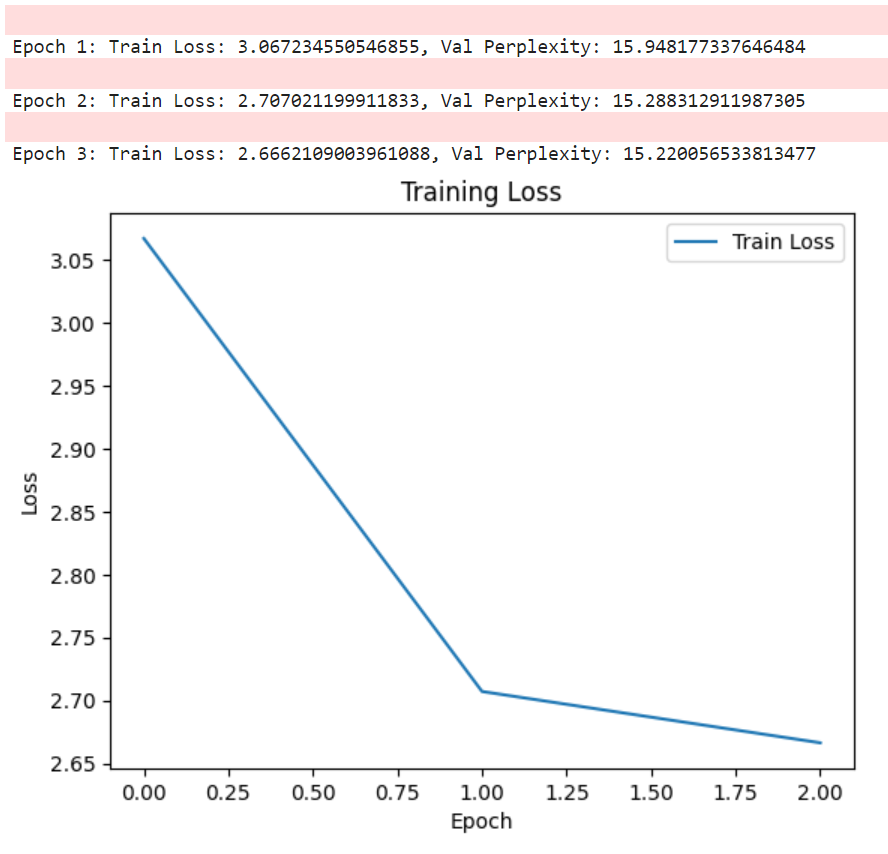 Epoch 1: Train Loss: 3.067234550546855, Val Perplexity: 15.948177337646484
Epoch 2: Train Loss: 2.707021199911833, Val Perplexity: 15.288312911987305
Epoch 3: Train Loss: 2.6662109003961088, Val Perplexity: 15.220056533813477
Training Loss
Train Loss
3.05
3.00
2.95
2.90
2.85
2.80
2.75
2.70
2.65
Loss
0.00 0.25 0.50 0.75 1.00 1.25 1.50 1.75 2.00
Epoch